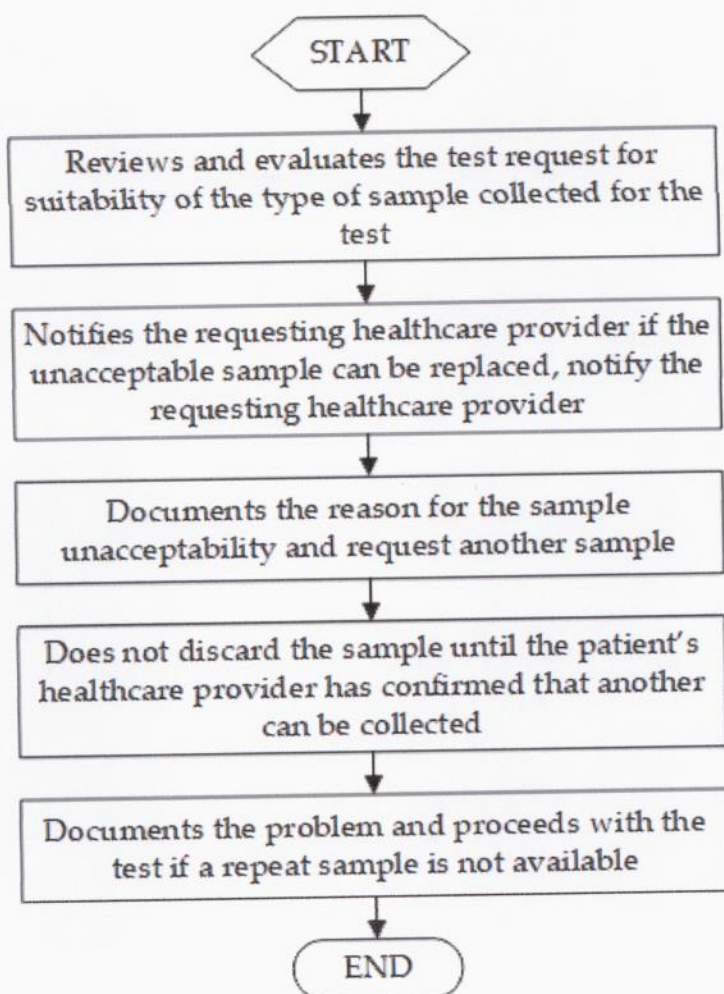 START
Reviews and evaluates the test request for
suitability of the type of sample collected for the
test
Notifies the requesting healthcare provider if the
unacceptable sample can be replaced, notify the
requesting healthcare provider
Documents the reason for the sample
unacceptability and request another sample
Does not discard the sample until the patient's
healthcare provider has confirmed that another
can be collected
Documents the problem and proceeds with the
test if a repeat sample is not available
END